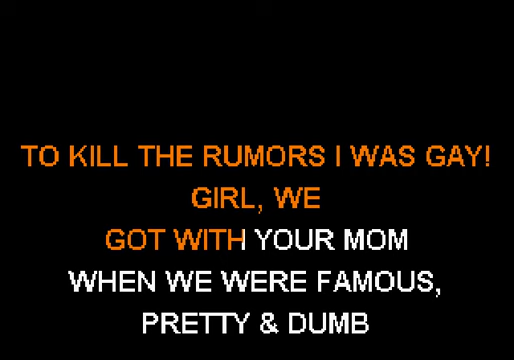 TO KILL THE RUMORS I WAS GAY!
GIRL, WE
GOT WITH YOUR MOM
WHEN WE WERE FAMOUS,
PRETTY & DUMB